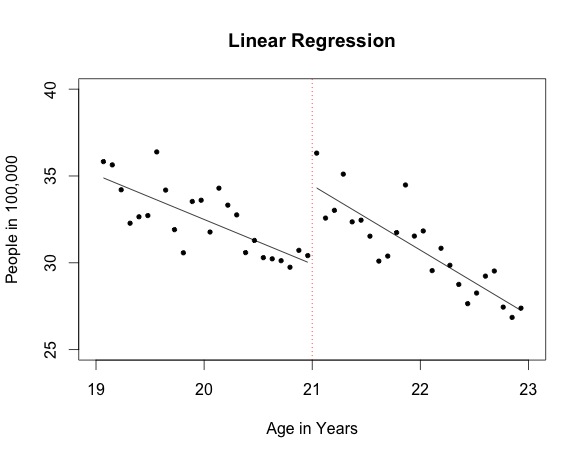 Linear Regression
People in 100,000
40
35
30
25
19 20 21 22 23
Age in Years